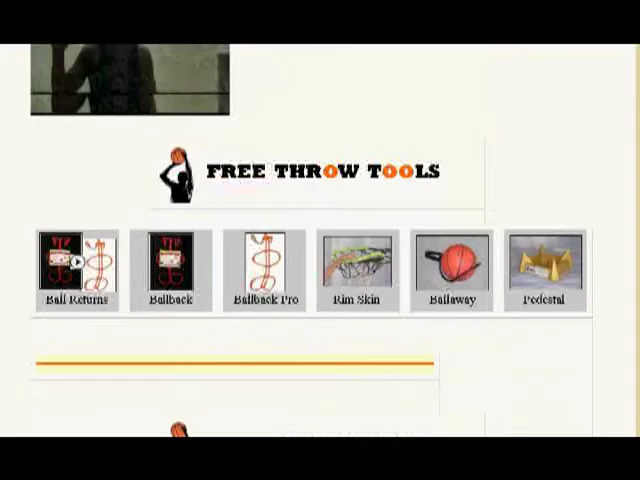 FREE THROW TOOLS
Ball Returns
Ballback
Ballback Pro
Rim Skin
Ballaway
Pedestal